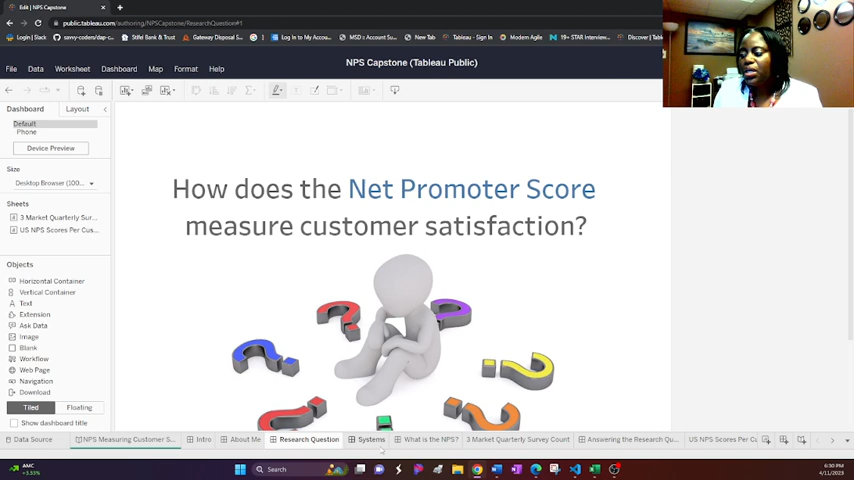 Edit | NPS Capstone
public.tableau.com/authoring/NPSCapstone/ResearchQuestion#1
Login | Slack
savvy-coders/dap-c...
Stifel Bank & Trust
Gateway Disposal S...
Log In to My Accou...
MSD :: Account Su...
New Tab
Tableau - Sign In
Modern Agile
19+ STAR Interview...
Discover | Tab
File Data Worksheet Dashboard Map Format Help
NPS Capstone (Tableau Public)
Dashboard Layout
Default
Phone
Device Preview
Size
Desktop Browser (100...
Sheets
3 Market Quarterly Sur...
US NPS Scores Per Cus...
Objects
Horizontal Container
Vertical Container
Text
Extension
Ask Data
Image
Blank
Workflow
Web Page
Navigation
Download
Tiled Floating
Show dashboard title
How does the Net Promoter Score
measure customer satisfaction?
Data Source NPS Measuring Customer S... Intro About Me Research Question Systems What is the NPS? 3 Market Quarterly Survey Count Answering the Research Qu... US NPS Scores Per Cu
AMC
+3.33%
Search
6:30 PM
4/11/2023